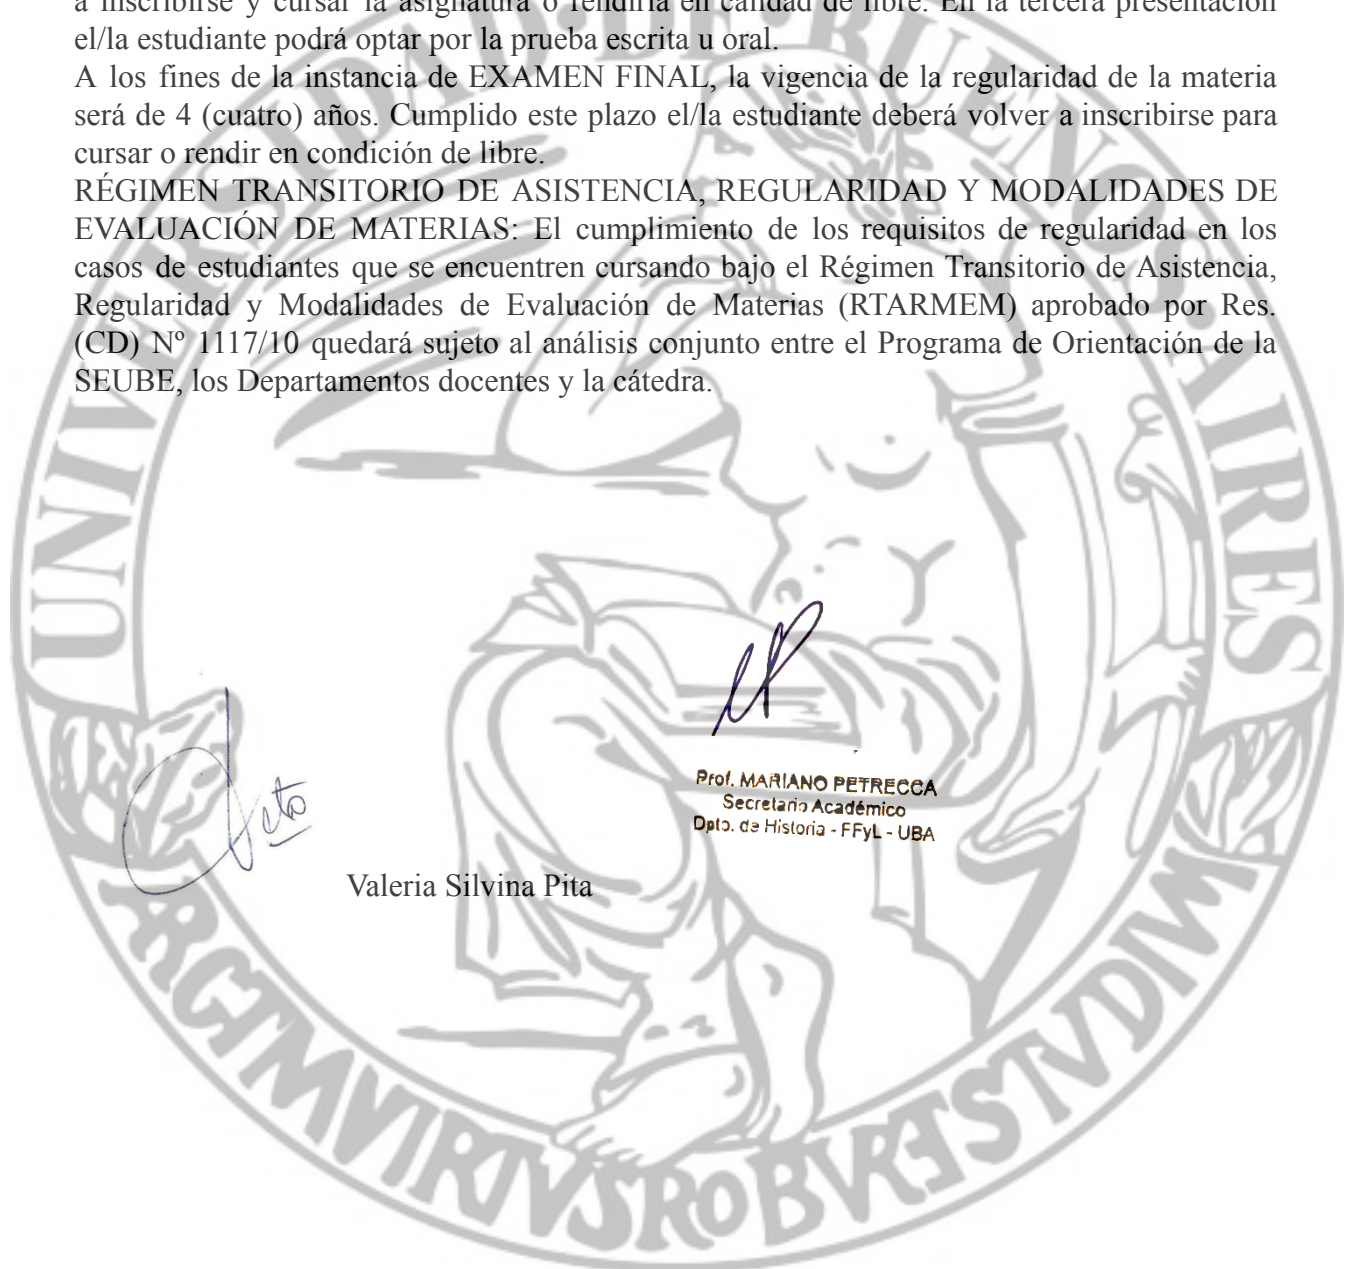 a inscribirse y cursar la asignatura o rendirla en calidad de libre. En la tercera presentación
el/la estudiante podrá optar por la prueba escrita u oral.
A los fines de la instancia de EXAMEN FINAL, la vigencia de la regularidad de la materia
será de 4 (cuatro) años. Cumplido este plazo el/la estudiante deberá volver a inscribirse para
cursar o rendir en condición de libre.
RÉGIMEN TRANSITORIO DE ASISTENCIA, REGULARIDAD Y MODALIDADES DE
EVALUACIÓN DE MATERIAS: El cumplimiento de los requisitos de regularidad en los
casos de estudiantes que se encuentren cursando bajo el Régimen Transitorio de Asistencia,
Regularidad y Modalidades de Evaluación de Materias (RTARMEM) aprobado por Res.
(CD) Nº 1117/10 quedará sujeto al análisis conjunto entre el Programa de Orientación de la
SEUBE, los Departamentos docentes y la cátedra.
Prof. MARIANO PETRECCA
Secretario Académico
Dpto. de Historia - FFyL - UBA
Valeria Silvina Pita
UNIVERSIDAD·DE·BUENOS·AIRES
ARGTMVIRTVSROBVRETSTVDIVM